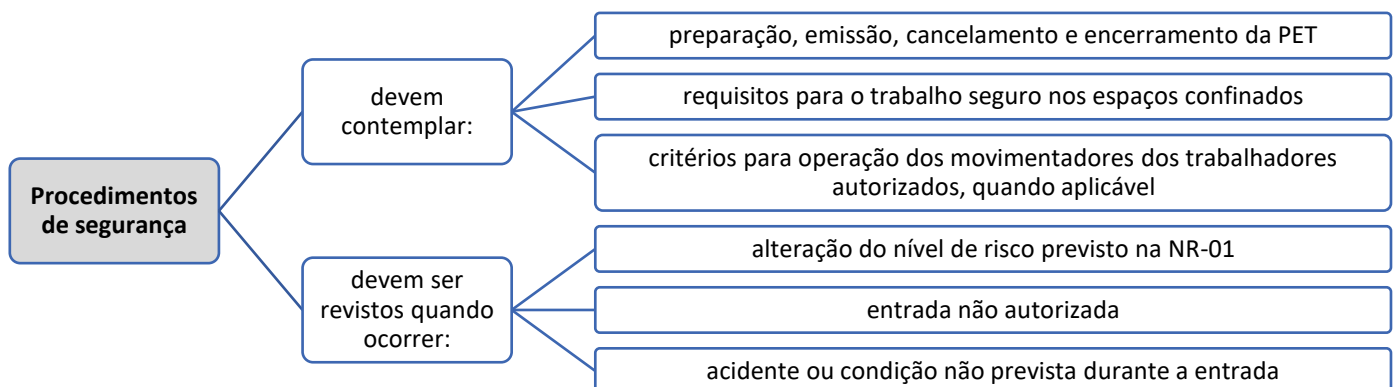 Procedimentos
de segurança
devem
contemplar:
preparação, emissão, cancelamento e encerramento da PET
requisitos para o trabalho seguro nos espaços confinados
critérios para operação dos movimentadores dos trabalhadores
autorizados, quando aplicável
devem ser
revistos quando
ocorrer:
alteração do nível de risco previsto na NR-01
entrada não autorizada
acidente ou condição não prevista durante a entrada